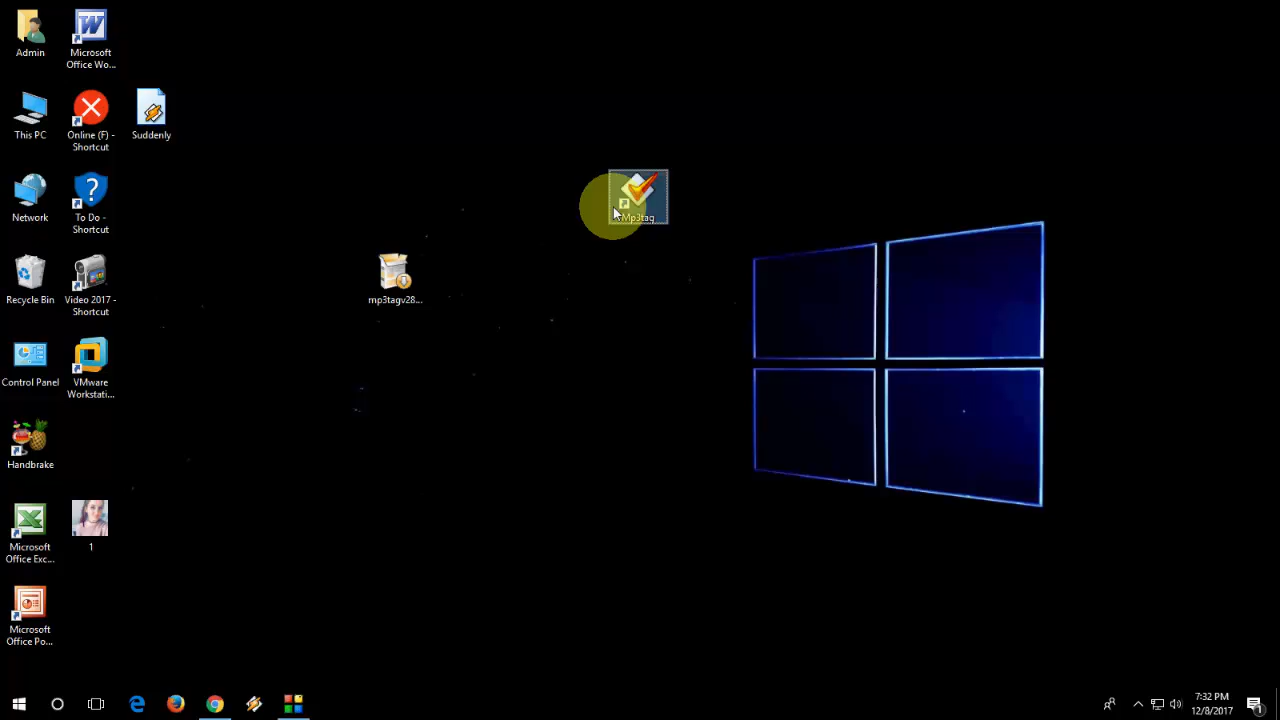 Admin
Microsoft
Office Wo...
This PC
Online (F) -
Shortcut
Suddenly
Network
To Do -
Shortcut
Mp3tag
Recycle Bin
Video 2017 -
Shortcut
mp3tagv28...
Control Panel
VMware
Workstati...
Handbrake
Microsoft
Office Exc...
1
Microsoft
Office Po...
7:32 PM
12/8/2017
1